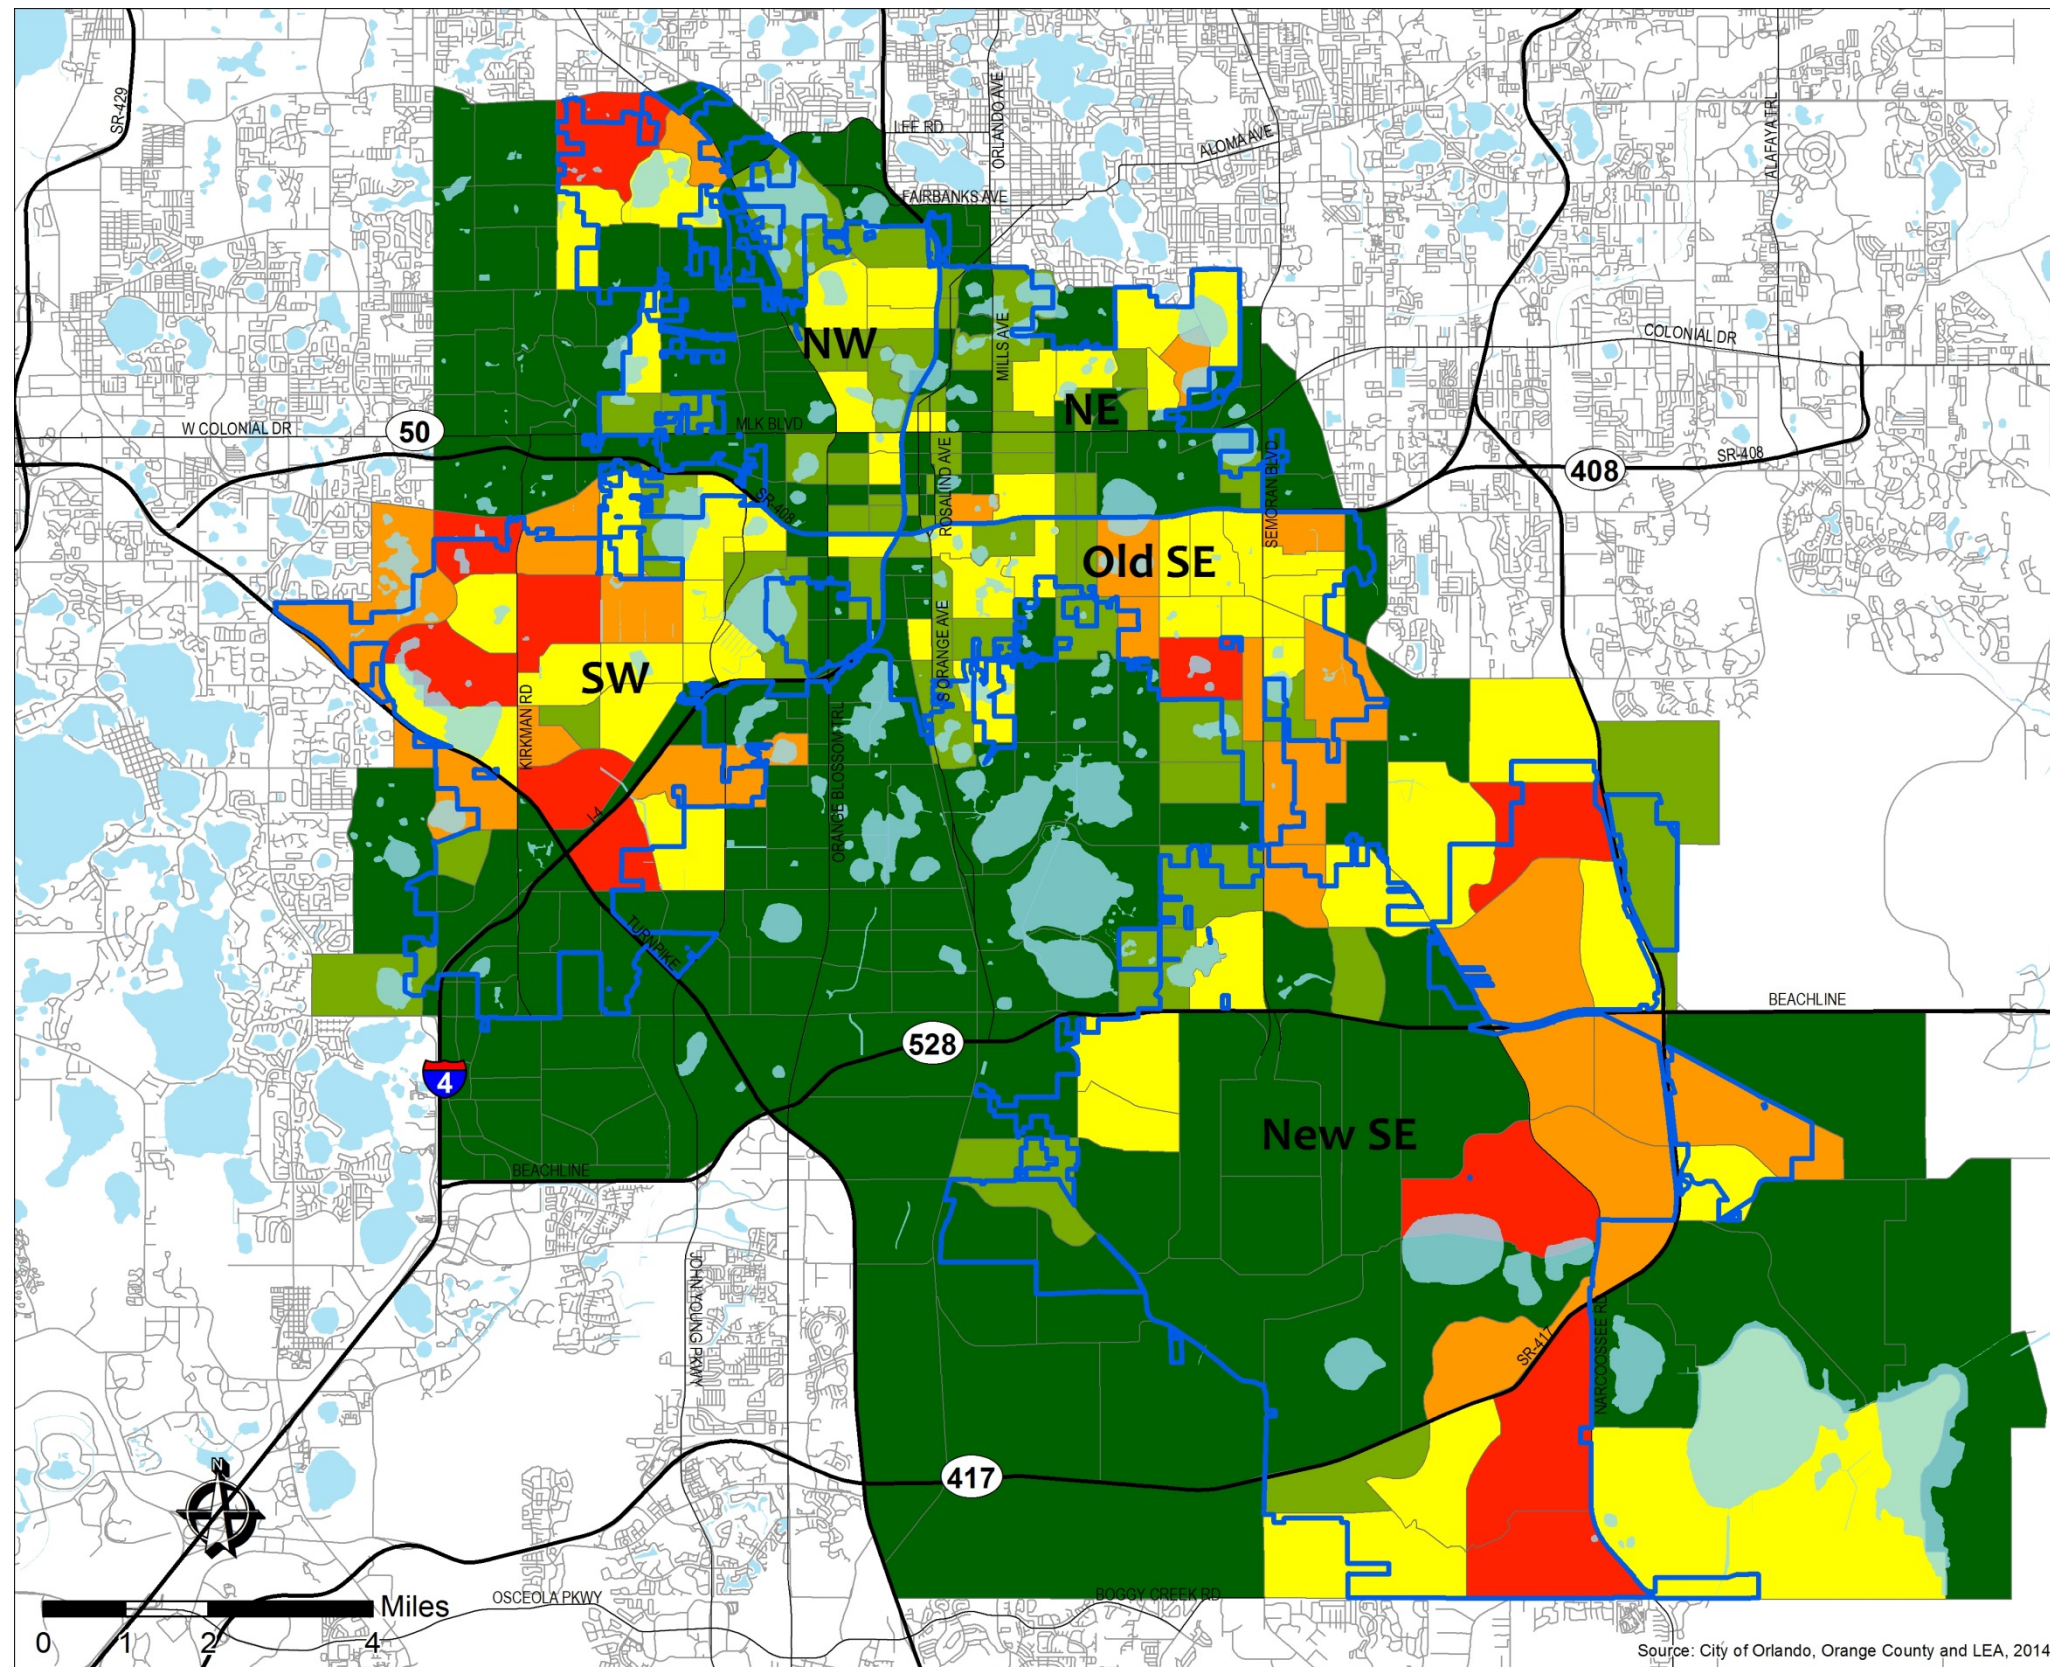 SR-429
LEE RD
ORLANDO AVE
ALOMA AVE
ALAFAYA TRL
FAIRBANKS AVE
NW
MILLS AVE
COLONIAL DR
NE
W COLONIAL DR
50
MLK BLVD
ROSALIND AVE
SEMORAN BLVD
408
SR-408
SR-408
Old SE
S ORANGE AVE
SW
KIRKMAN RD
ORANGE BLOSSOM TRL
I-4
TURNPIKE
BEACHLINE
528
4
New SE
BEACHLINE
JOHN YOUNG PKWY
NARCOOSSEE RD
SR-417
N
417
OSCEOLA PKWY
BOGGY CREEK RD
Miles
0 1 2 4
Source: City of Orlando, Orange County and LEA, 2014